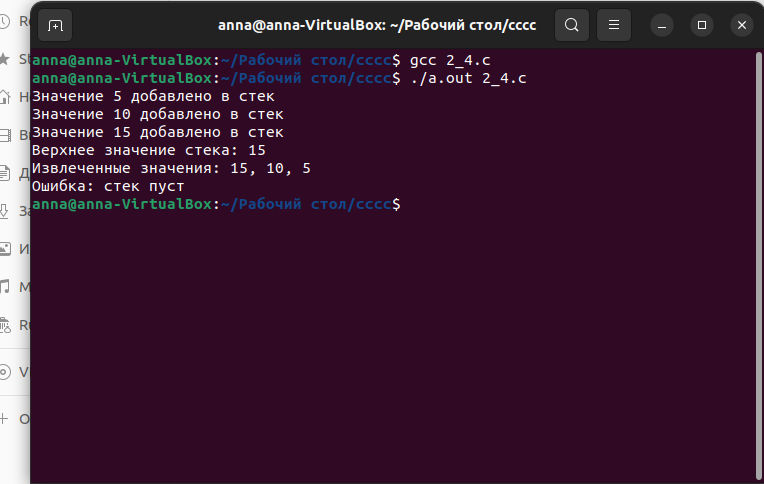 anna@anna-VirtualBox: ~/Рабочий стол/сссс
anna@anna-VirtualBox:~/Рабочий стол/сссс$ gcc 2_4.c
anna@anna-VirtualBox:~/Рабочий стол/сссс$ ./a.out 2_4.c
Значение 5 добавлено в стек
Значение 10 добавлено в стек
Значение 15 добавлено в стек
Верхнее значение стека: 15
Извлеченные значения: 15, 10, 5
Ошибка: стек пуст
anna@anna-VirtualBox:~/Рабочий стол/сссс$